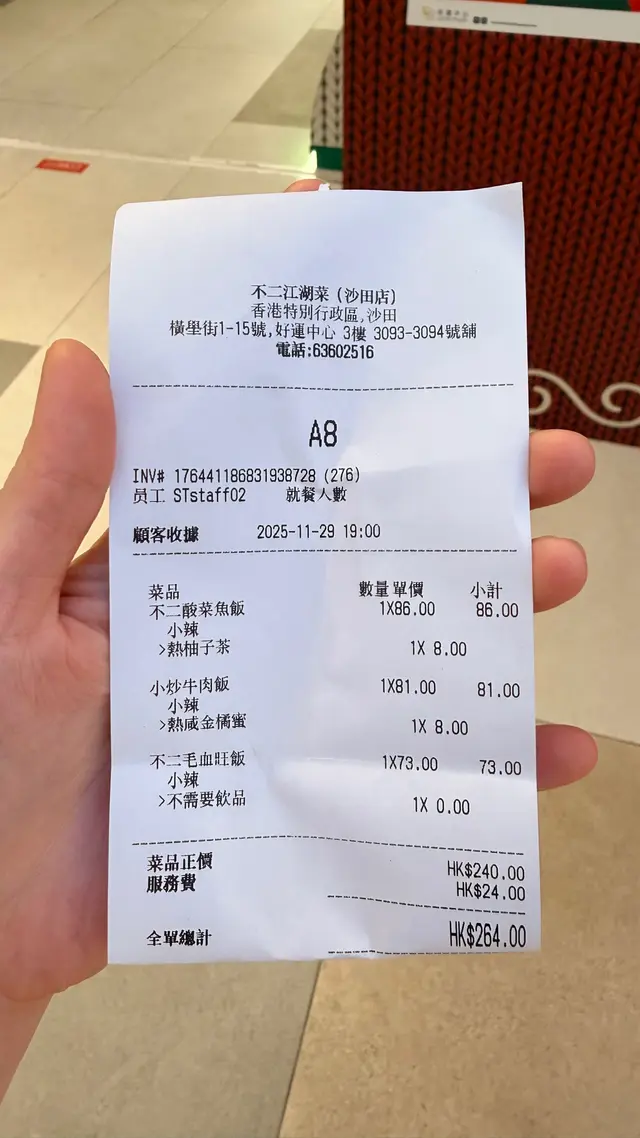 不二江湖菜 (沙田店)
香港特別行政區,沙田
橫學街1-15號,好運中心 3樓 3093-3094號舖
電話:63602516
A8
INV# 176441186831938728 (276)
員工 STstaff02 就餐人數
顧客收據 2025-11-29 19:00
菜品 數量 單價 小計
不二酸菜魚飯 1X86.00 86.00
小辣
>熱柚子茶 1X 8.00
小炒牛肉飯 1X81.00 81.00
小辣
>熱咸金橘蜜 1X 8.00
不二毛血旺飯 1X73.00 73.00
小辣
>不需要飲品 1X 0.00
菜品正價 HK$240.00
服務費 HK$24.00
全單總計 HK$264.00